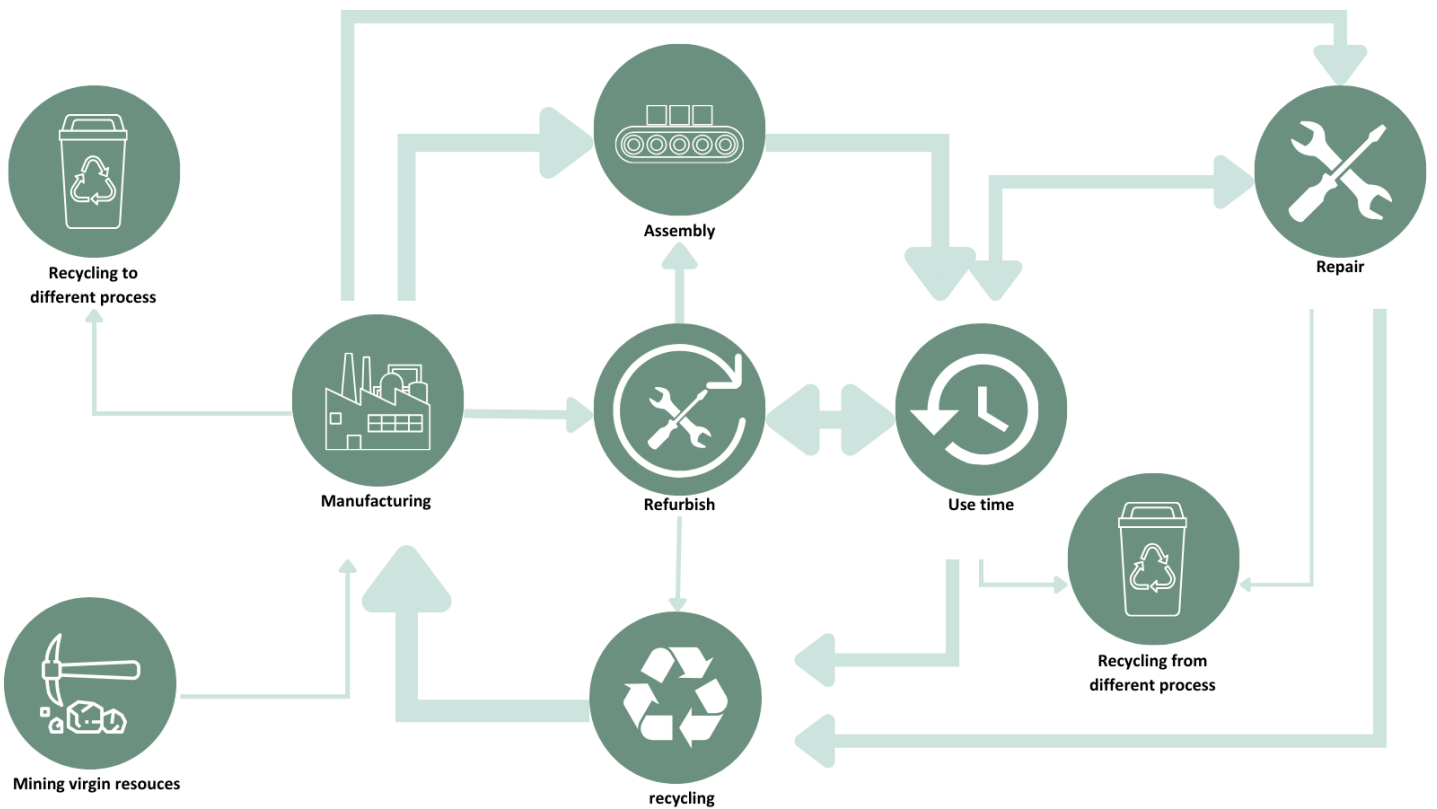 Assembly
Repair
Recycling to
different process
Manufacturing
Refurbish
Use time
Recycling from
different process
Mining virgin resouces
recycling